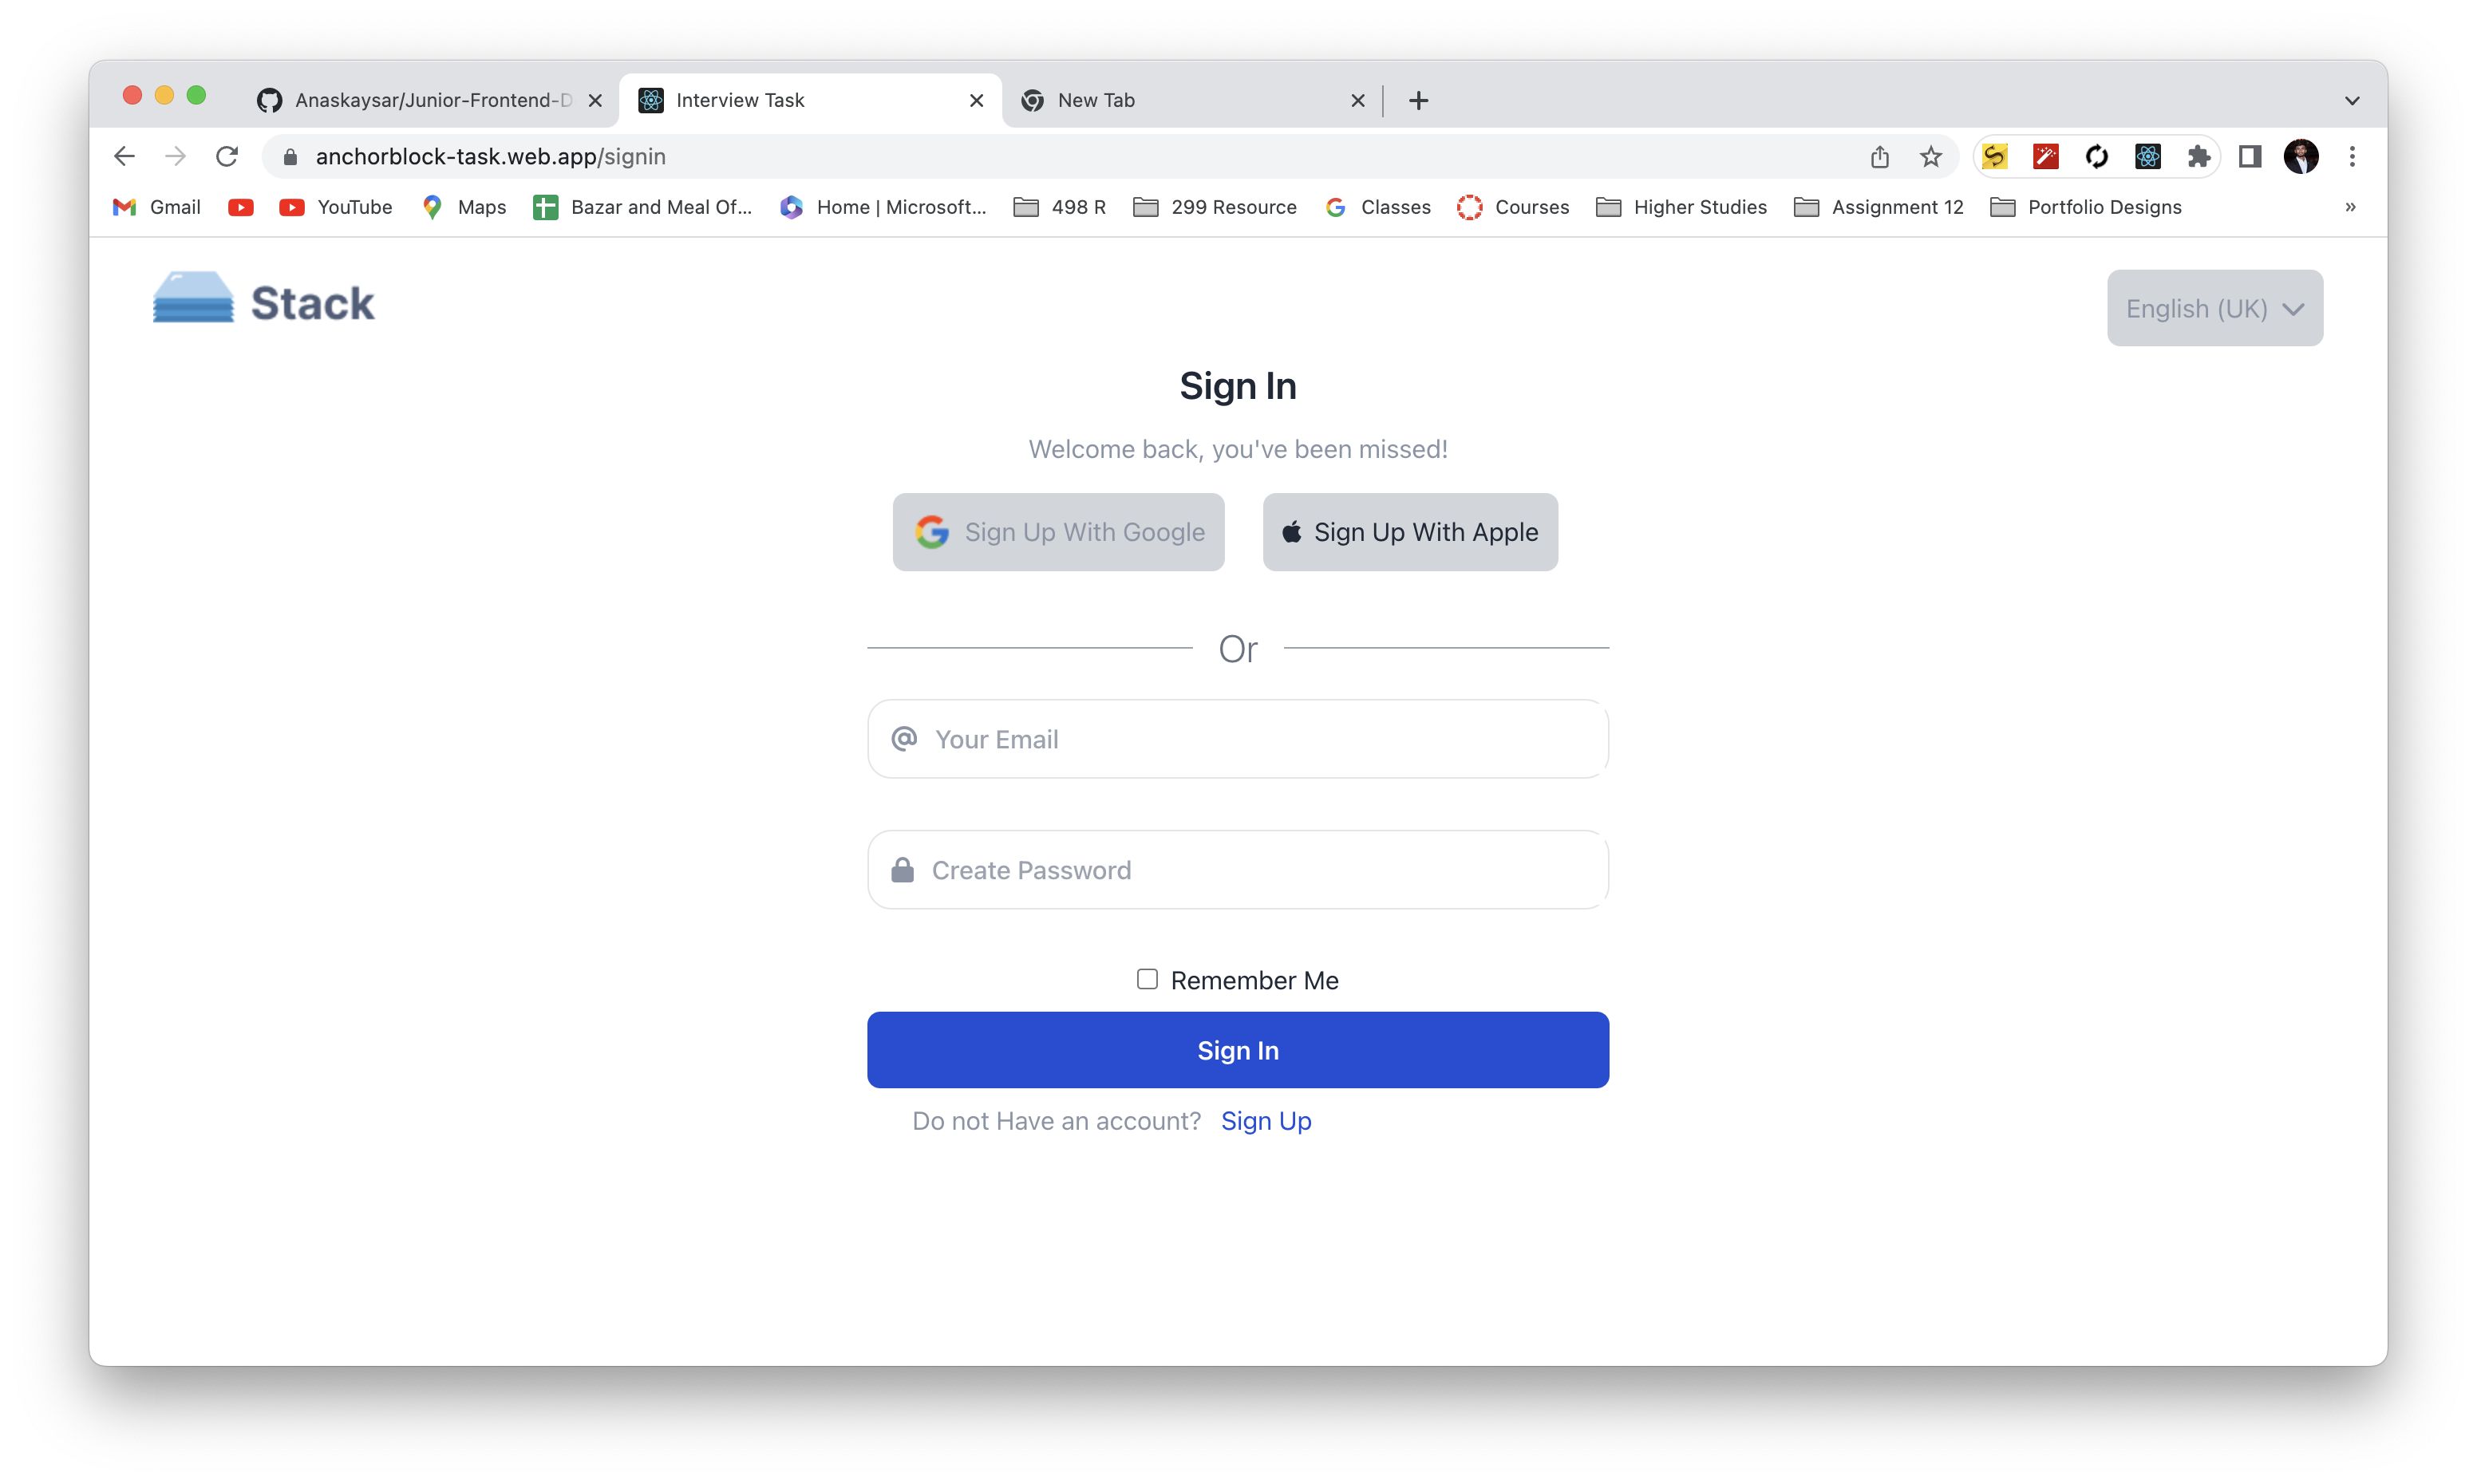 Anaskaysar/Junior-Frontend-D Interview Task New Tab
anchorblock-task.web.app/signin
Gmail YouTube Maps Bazar and Meal Of... Home | Microsoft... 498 R 299 Resource Classes Courses Higher Studies Assignment 12 Portfolio Designs »
Stack
English (UK)
Sign In
Welcome back, you've been missed!
Sign Up With Google Sign Up With Apple
Or
Your Email
Create Password
Remember Me
Sign In
Do not Have an account? Sign Up